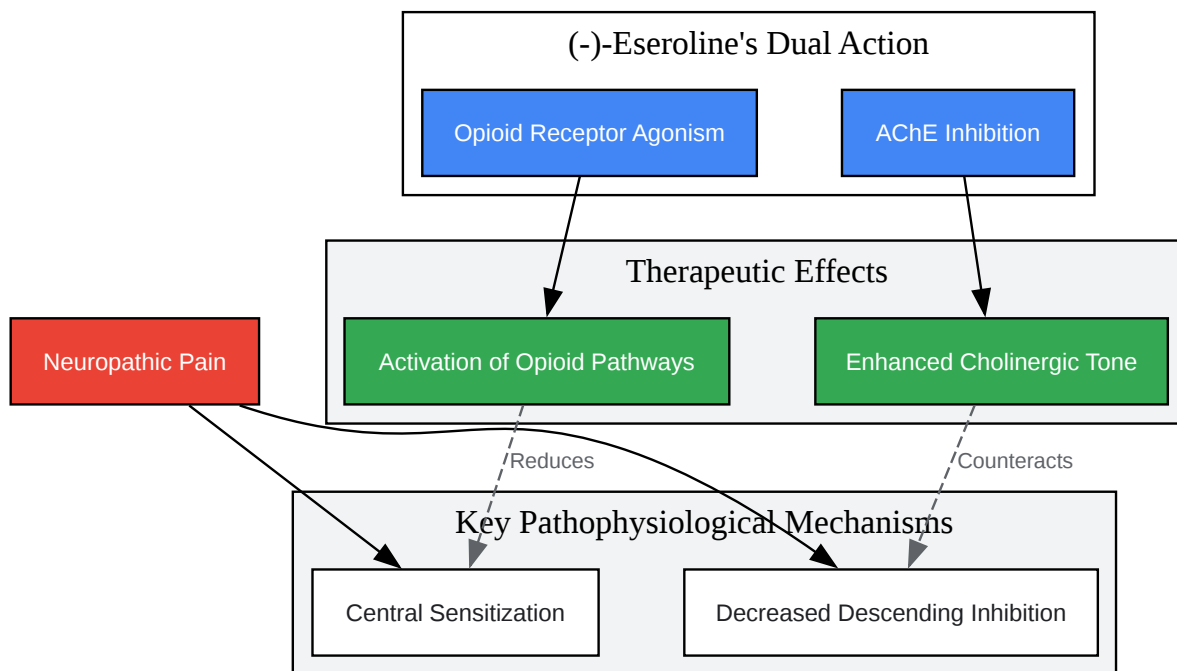 (-)-Eseroline's Dual Action
Opioid Receptor Agonism
AChE Inhibition
Therapeutic Effects
Neuropathic Pain
Activation of Opioid Pathways
Enhanced Cholinergic Tone
Reduces
Counteracts
Key Pathophysiological Mechanisms
Central Sensitization
Decreased Descending Inhibition